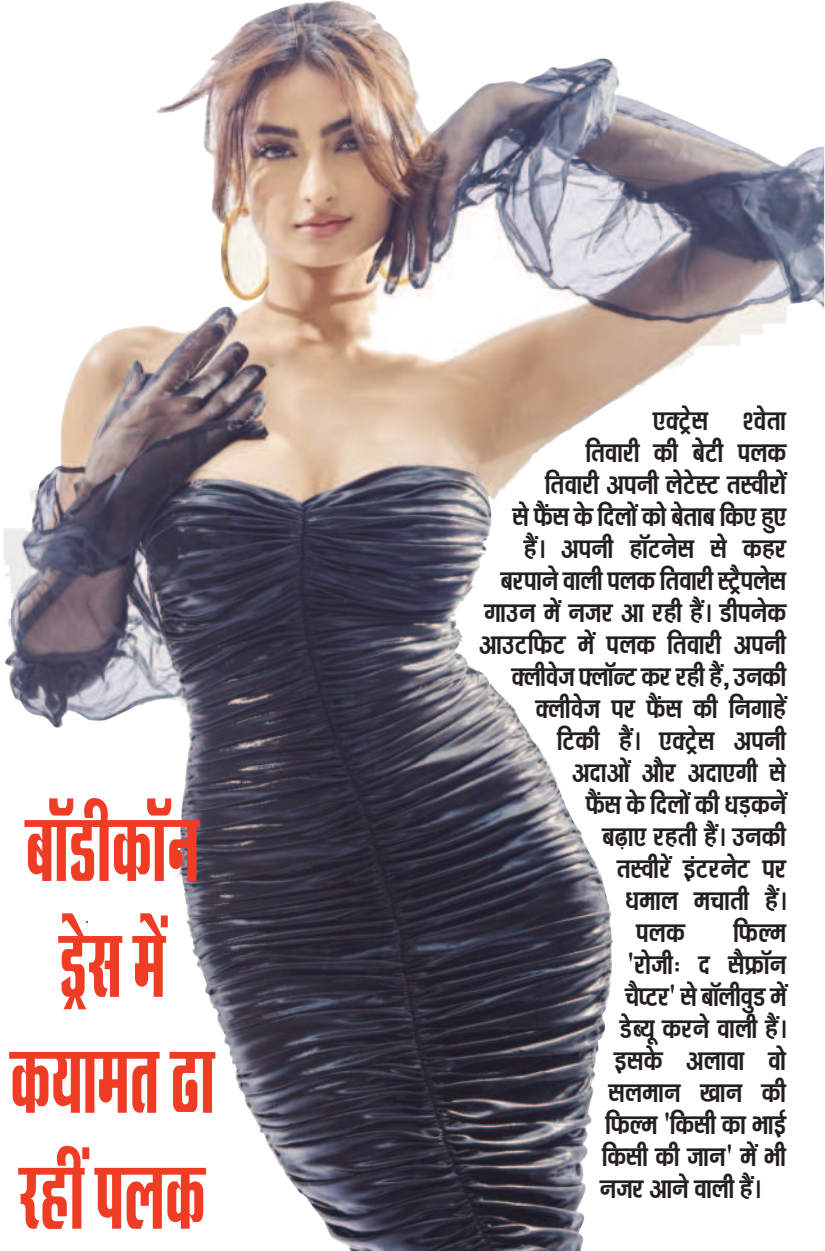 एक्ट्रेस श्वेता
तिवारी की बेटी पलक
तिवारी अपनी लेटेस्ट तस्वीरों
से फैंस के दिलों को बेताब किए हुए
हैं। अपनी हॉटनेस से कहर
बरपाने वाली पलक तिवारी स्ट्रैपलेस
गाउन में नजर आ रही हैं। डीपनेक
आउटफिट में पलक तिवारी अपनी
क्लीवेज फ्लॉन्ट कर रही हैं, उनकी
क्लीवेज पर फैंस की निगाहें
टिकी हैं। एक्ट्रेस अपनी
अदाओं और अदाएगी से
फैंस के दिलों की धड़कनें
बढ़ाए रहती हैं। उनकी
तस्वीरें इंटरनेट पर
धमाल मचाती हैं।
पलक फिल्म
'रोजी: द सैफ्रॉन
चैप्टर' से बॉलीवुड में
डेब्यू करने वाली हैं।
इसके अलावा वो
सलमान खान की
फिल्म 'किसी का भाई
किसी की जान' में भी
नजर आने वाली हैं।
बॉडीकॉन
ड्रेस में
कयामत ढा
रहीं पलक